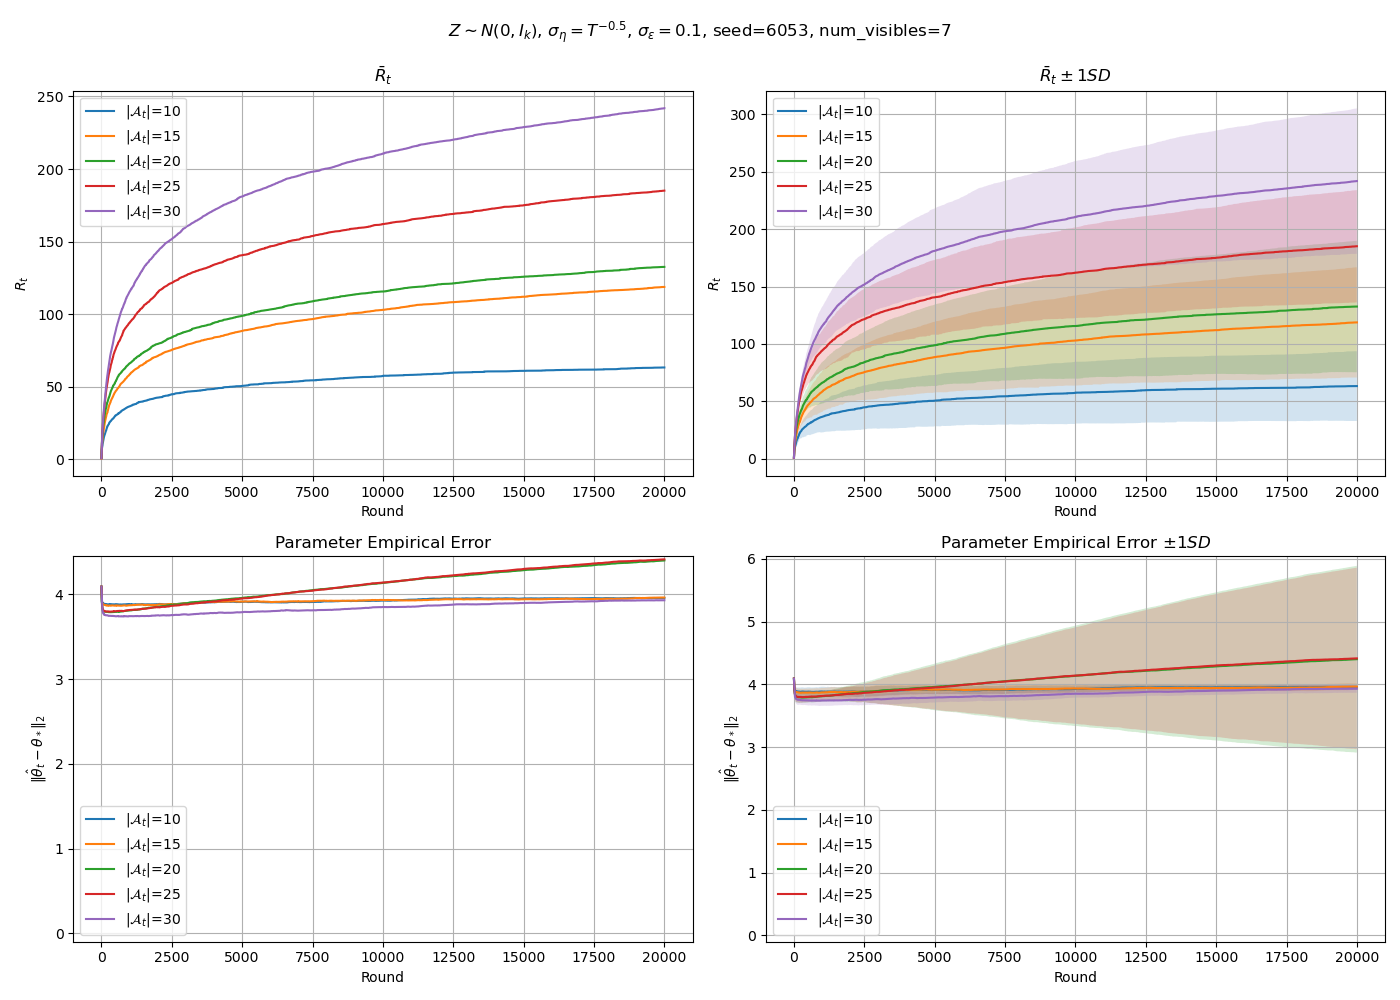 Z ∼ N(0, I_k), σ_η = T^{−0.5}, σ_ε = 0.1, seed=6053, num_visibles=7
R̄_t
R_t
250
200
150
100
50
0
|𝒜_t|=10
|𝒜_t|=15
|𝒜_t|=20
|𝒜_t|=25
|𝒜_t|=30
0 2500 5000 7500 10000 12500 15000 17500 20000
Round
R̄_t ± 1SD
R_t
300
250
200
150
100
50
0
|𝒜_t|=10
|𝒜_t|=15
|𝒜_t|=20
|𝒜_t|=25
|𝒜_t|=30
0 2500 5000 7500 10000 12500 15000 17500 20000
Round
Parameter Empirical Error
‖θ̂_t − θ_*‖_2
4
3
2
1
0
|𝒜_t|=10
|𝒜_t|=15
|𝒜_t|=20
|𝒜_t|=25
|𝒜_t|=30
0 2500 5000 7500 10000 12500 15000 17500 20000
Round
Parameter Empirical Error ±1SD
‖θ̂_t − θ_*‖_2
6
5
4
3
2
1
0
|𝒜_t|=10
|𝒜_t|=15
|𝒜_t|=20
|𝒜_t|=25
|𝒜_t|=30
0 2500 5000 7500 10000 12500 15000 17500 20000
Round